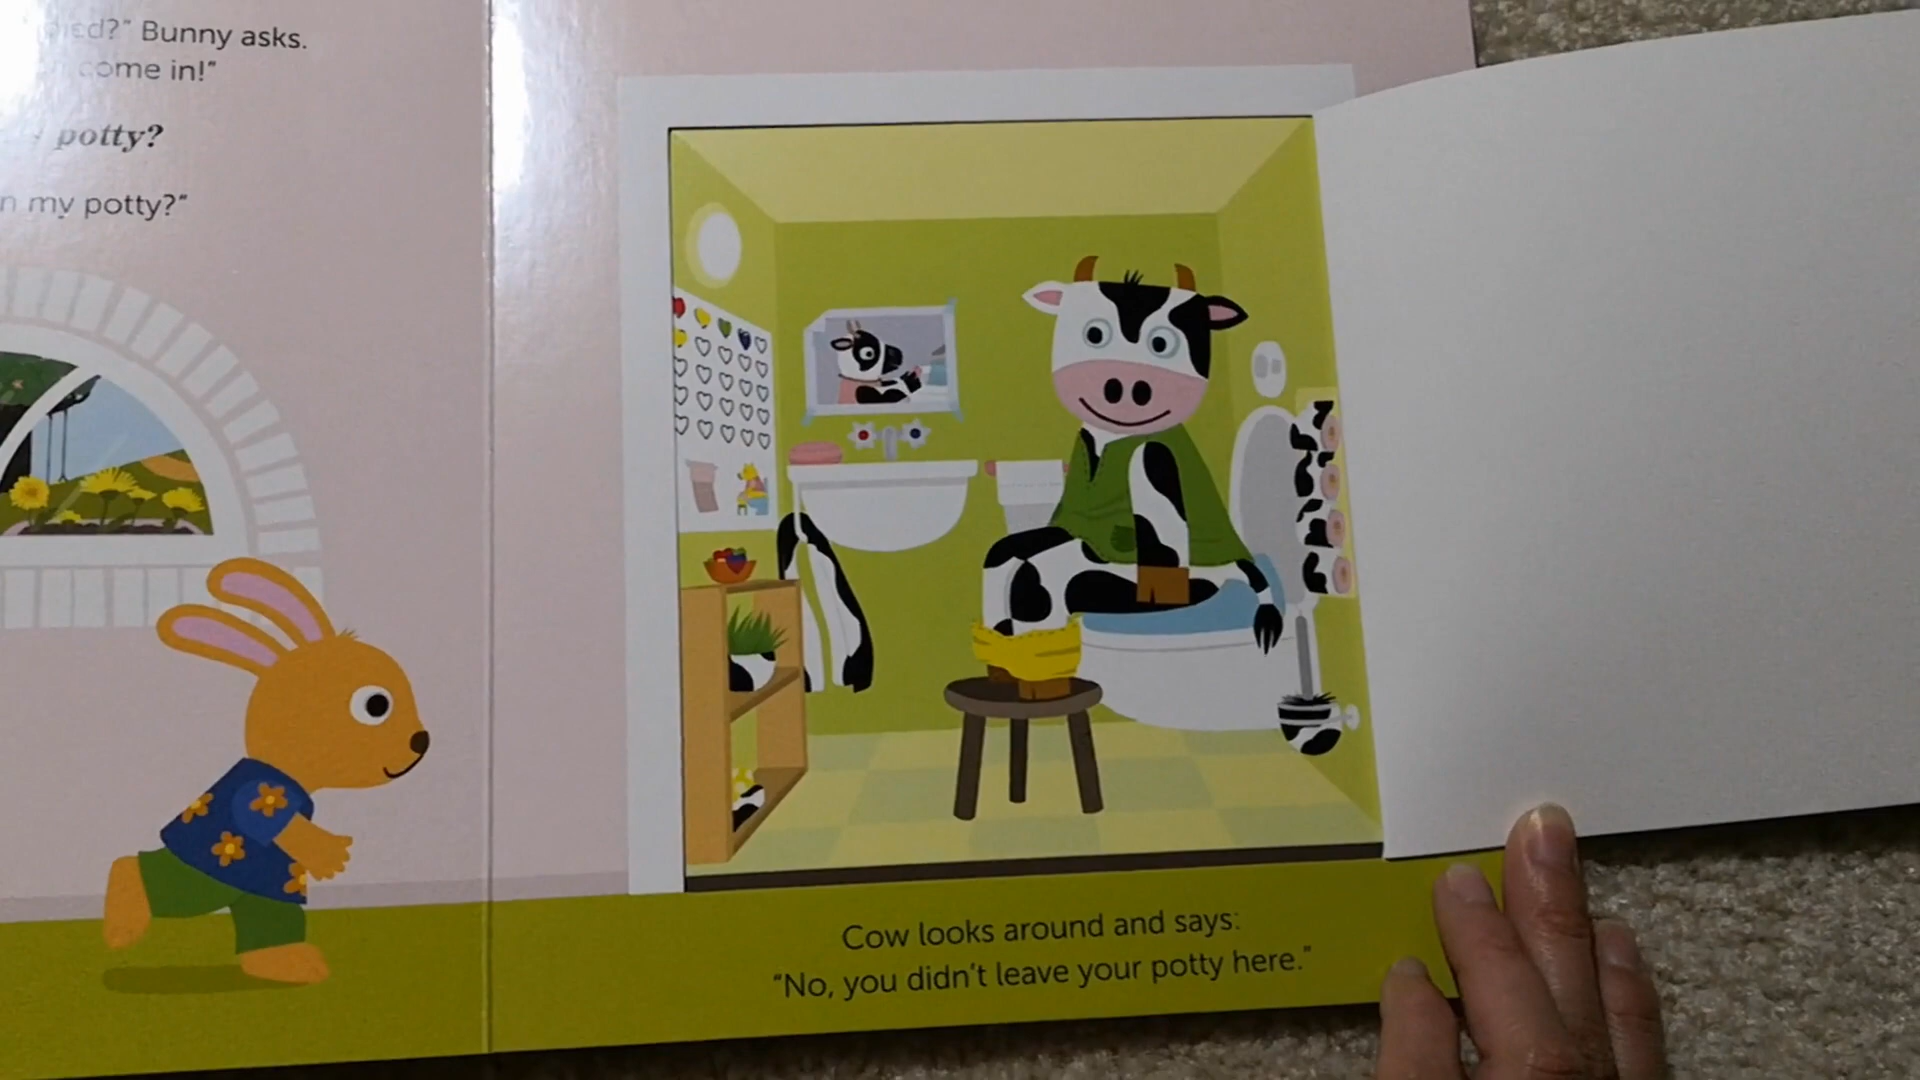 Bunny asks.
come in!"
potty?
my potty?"
Cow looks around and says:
"No, you didn't leave your potty here."